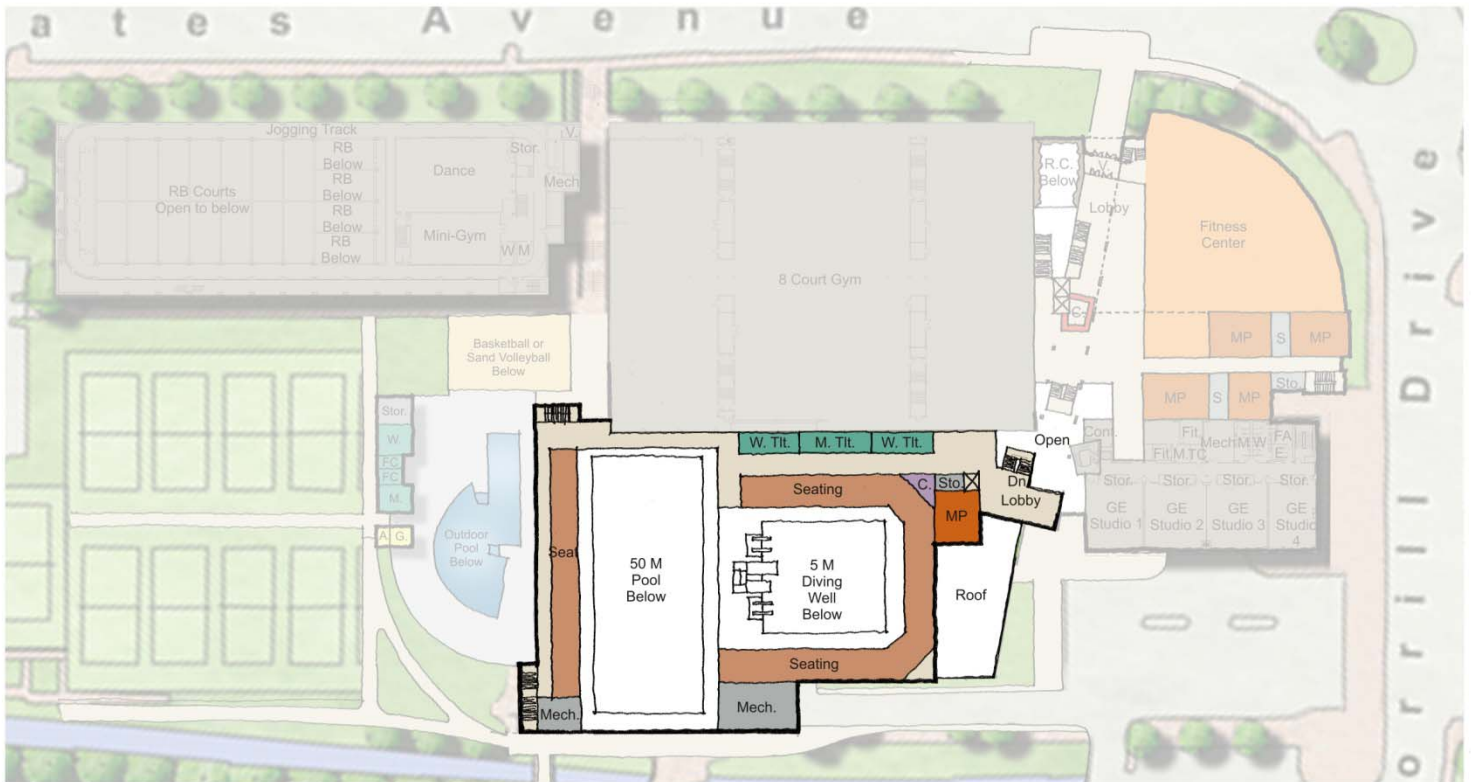 ates Avenue
Jogging Track
V.
RB
Below
RB
Below
RB
Below
RB
Below
RB Courts
Open to below
Dance
Stor.
Mech
Mini-Gym
W M
8 Court Gym
R.C.
Below
V.
Lobby
C.
Fitness
Center
MP
S
MP
MP
S
MP
Sto.
Basketball or
Sand Volleyball
Below
Stor.
W.
FC
FC
M.
A.
G.
Outdoor
Pool
Below
W. Tlt.
M. Tlt.
W. Tlt.
Open
Cont.
Fit.
Mech
M
W
FA
E.
Fit
M.
TC
Stor.
Stor.
Stor.
Stor.
GE
Studio 1
GE
Studio 2
GE
Studio 3
GE
Studio
4
Seating
C.
Sto.
Dn
Lobby
MP
Seat
50 M
Pool
Below
5 M
Diving
Well
Below
Roof
Seating
Mech.
Mech.
orrill Drive